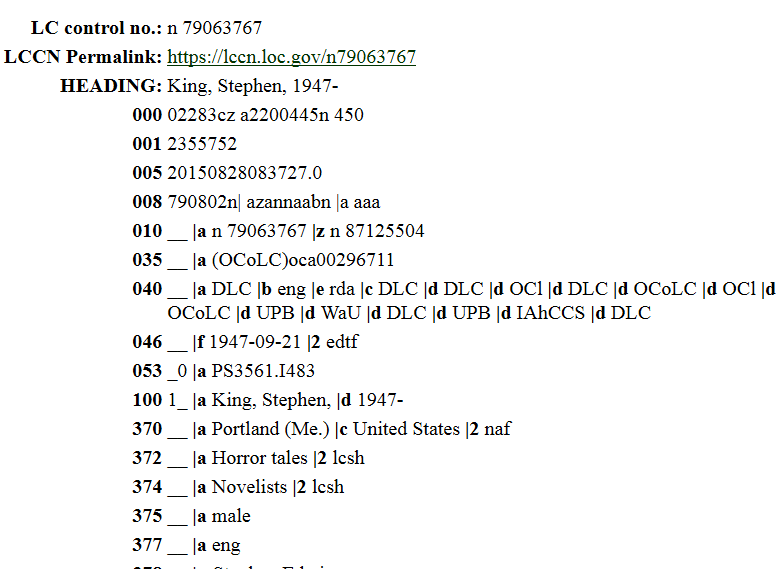 LC control no.: n 79063767
LCCN Permalink: https://lccn.loc.gov/n79063767
HEADING: King, Stephen, 1947-
000 02283cz a2200445n 450
001 2355752
005 20150828083727.0
008 790802n| azannaabn |a aaa
010 __ |a n 79063767 |z n 87125504
035 __ |a (OCoLC)oca00296711
040 __ |a DLC |b eng |e rda |c DLC |d DLC |d OCl |d DLC |d OCoLC |d OCl |d
OCoLC |d UPB |d WaU |d DLC |d UPB |d IAhCCS |d DLC
046 __ |f 1947-09-21 |2 edtf
053 _0 |a PS3561.I483
100 1_ |a King, Stephen, |d 1947-
370 __ |a Portland (Me.) |c United States |2 naf
372 __ |a Horror tales |2 lcsh
374 __ |a Novelists |2 lcsh
375 __ |a male
377 __ |a eng